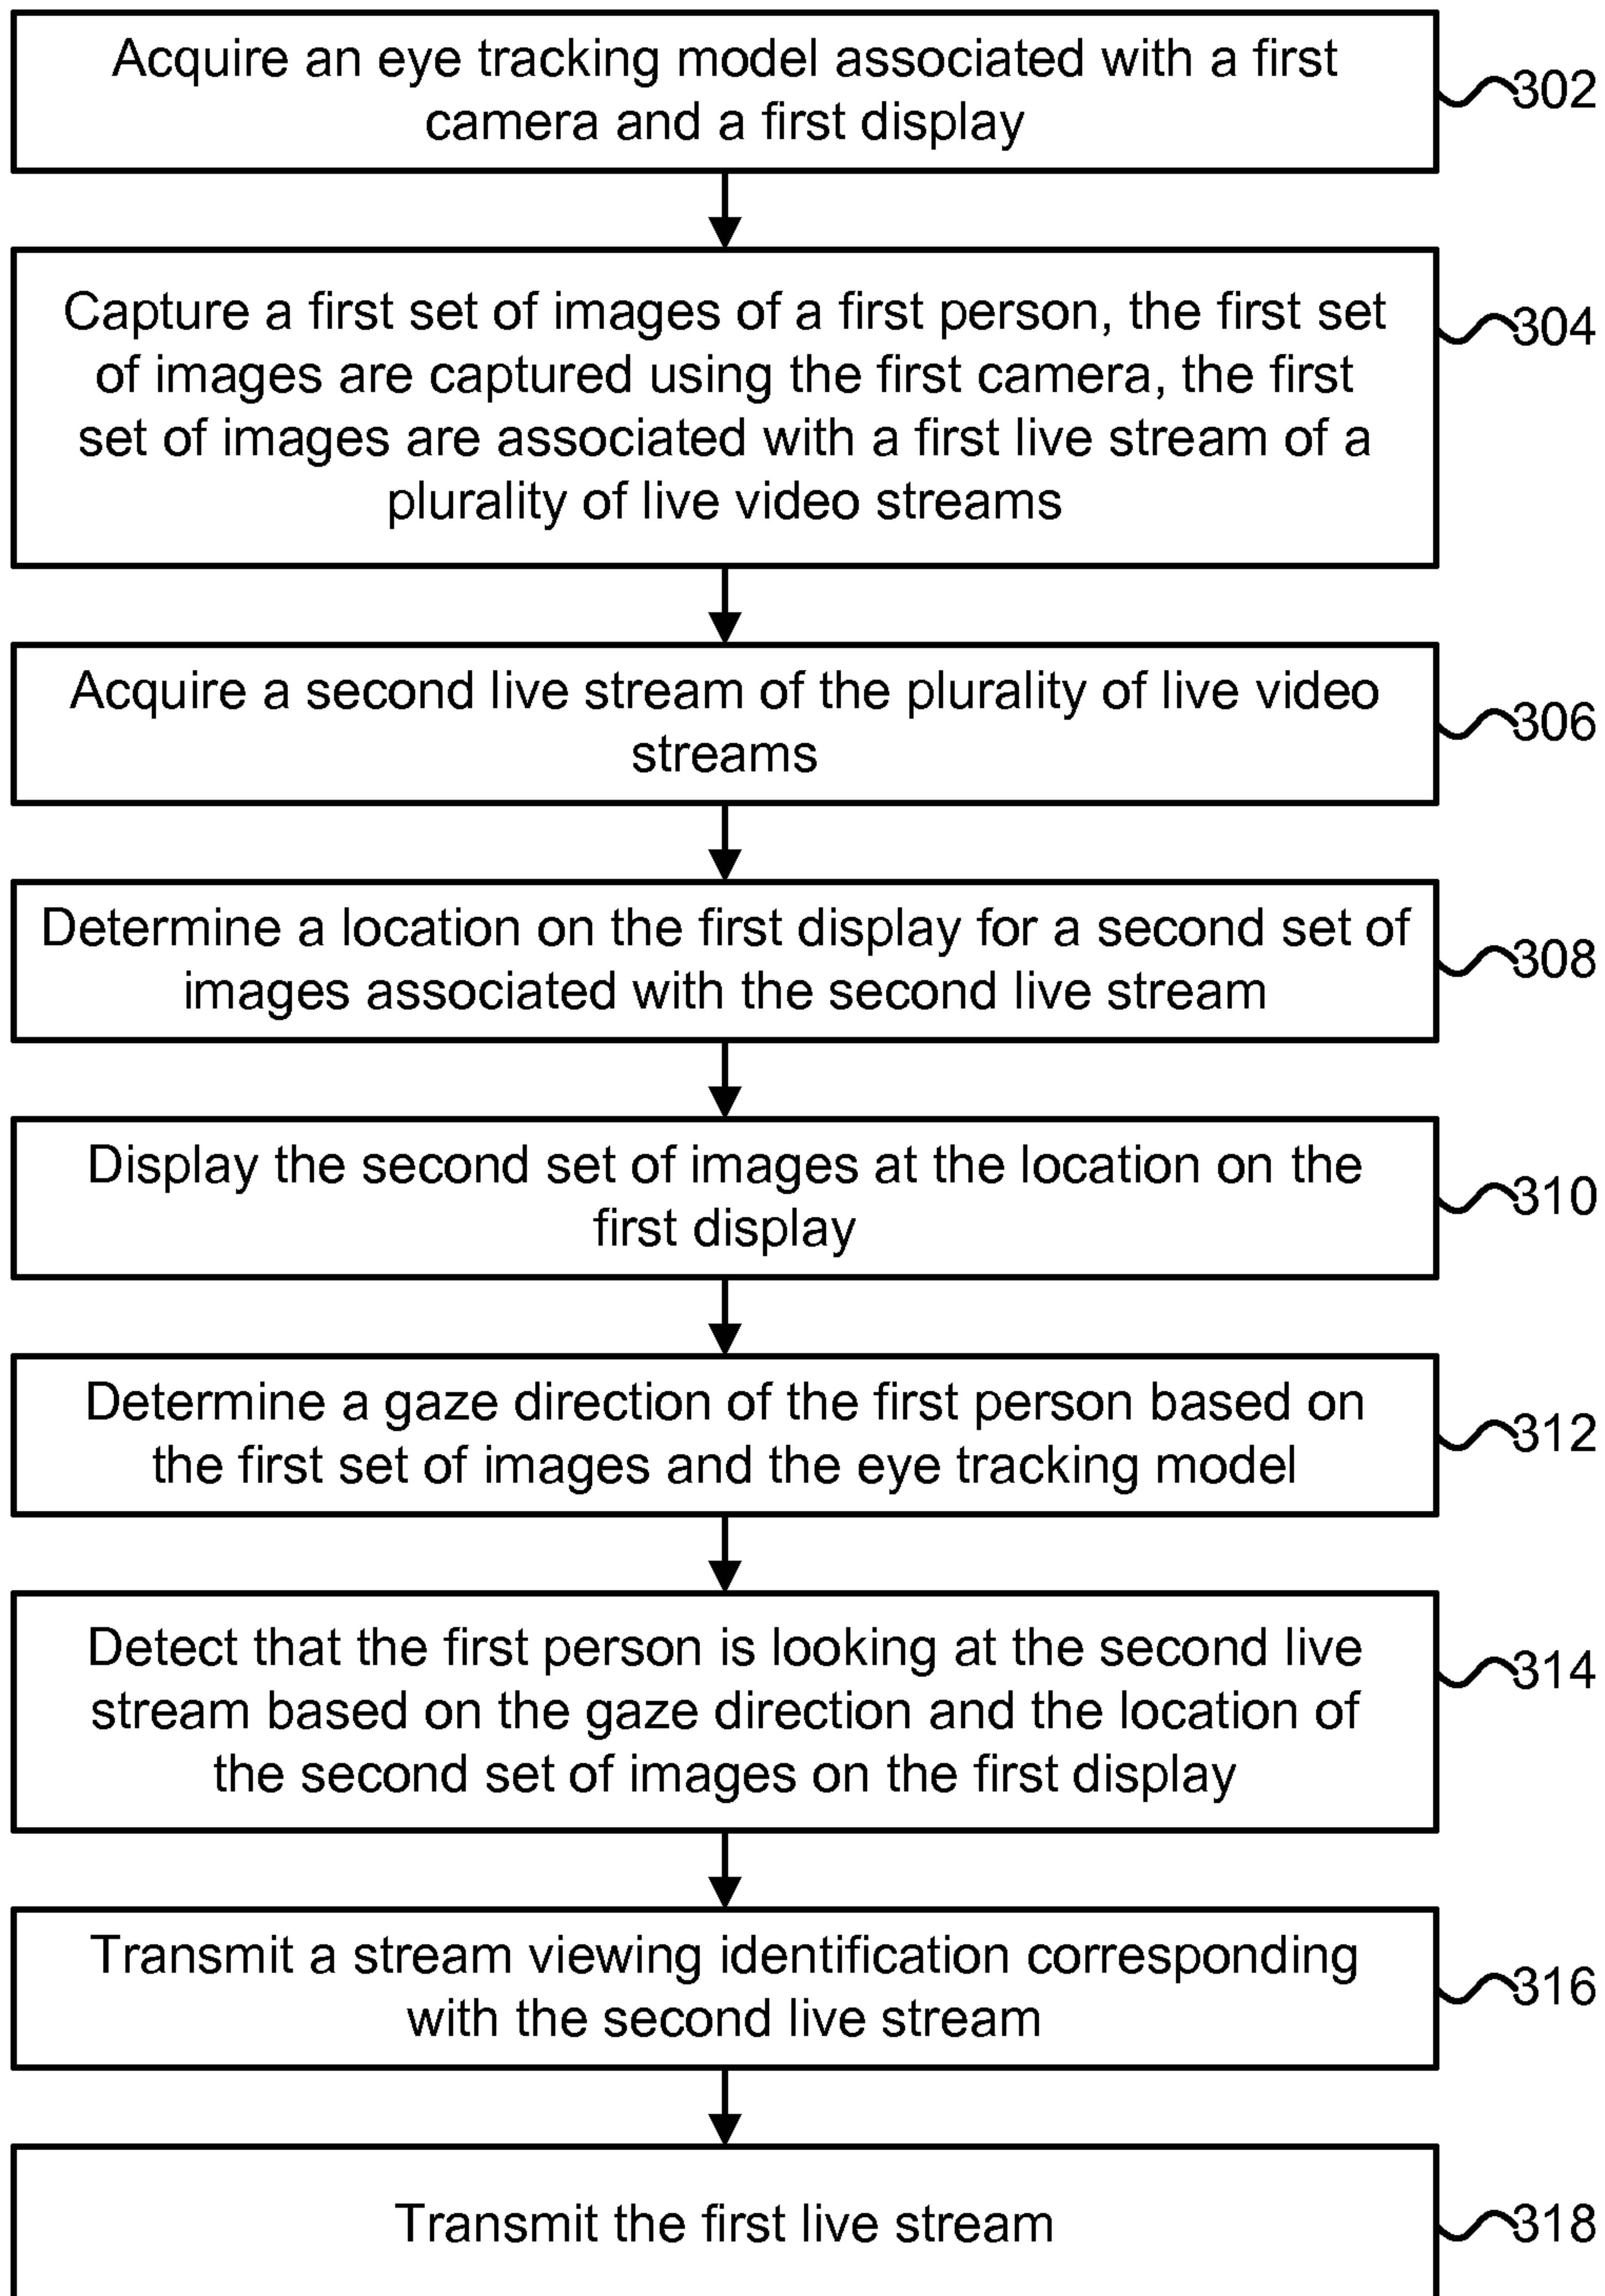 Acquire an eye tracking model associated with a first
camera and a first display
302
Capture a first set of images of a first person, the first set
of images are captured using the first camera, the first
set of images are associated with a first live stream of a
plurality of live video streams
304
Acquire a second live stream of the plurality of live video
streams
306
Determine a location on the first display for a second set of
images associated with the second live stream
308
Display the second set of images at the location on the
first display
310
Determine a gaze direction of the first person based on
the first set of images and the eye tracking model
312
Detect that the first person is looking at the second live
stream based on the gaze direction and the location of
the second set of images on the first display
314
Transmit a stream viewing identification corresponding
with the second live stream
316
Transmit the first live stream
318